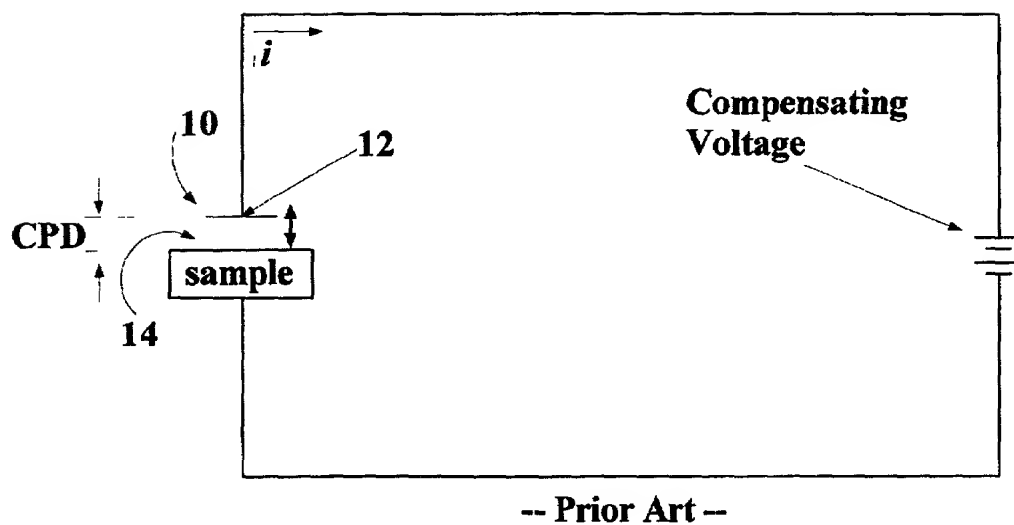 i
10
12
Compensating
Voltage
CPD
sample
14
-- Prior Art --